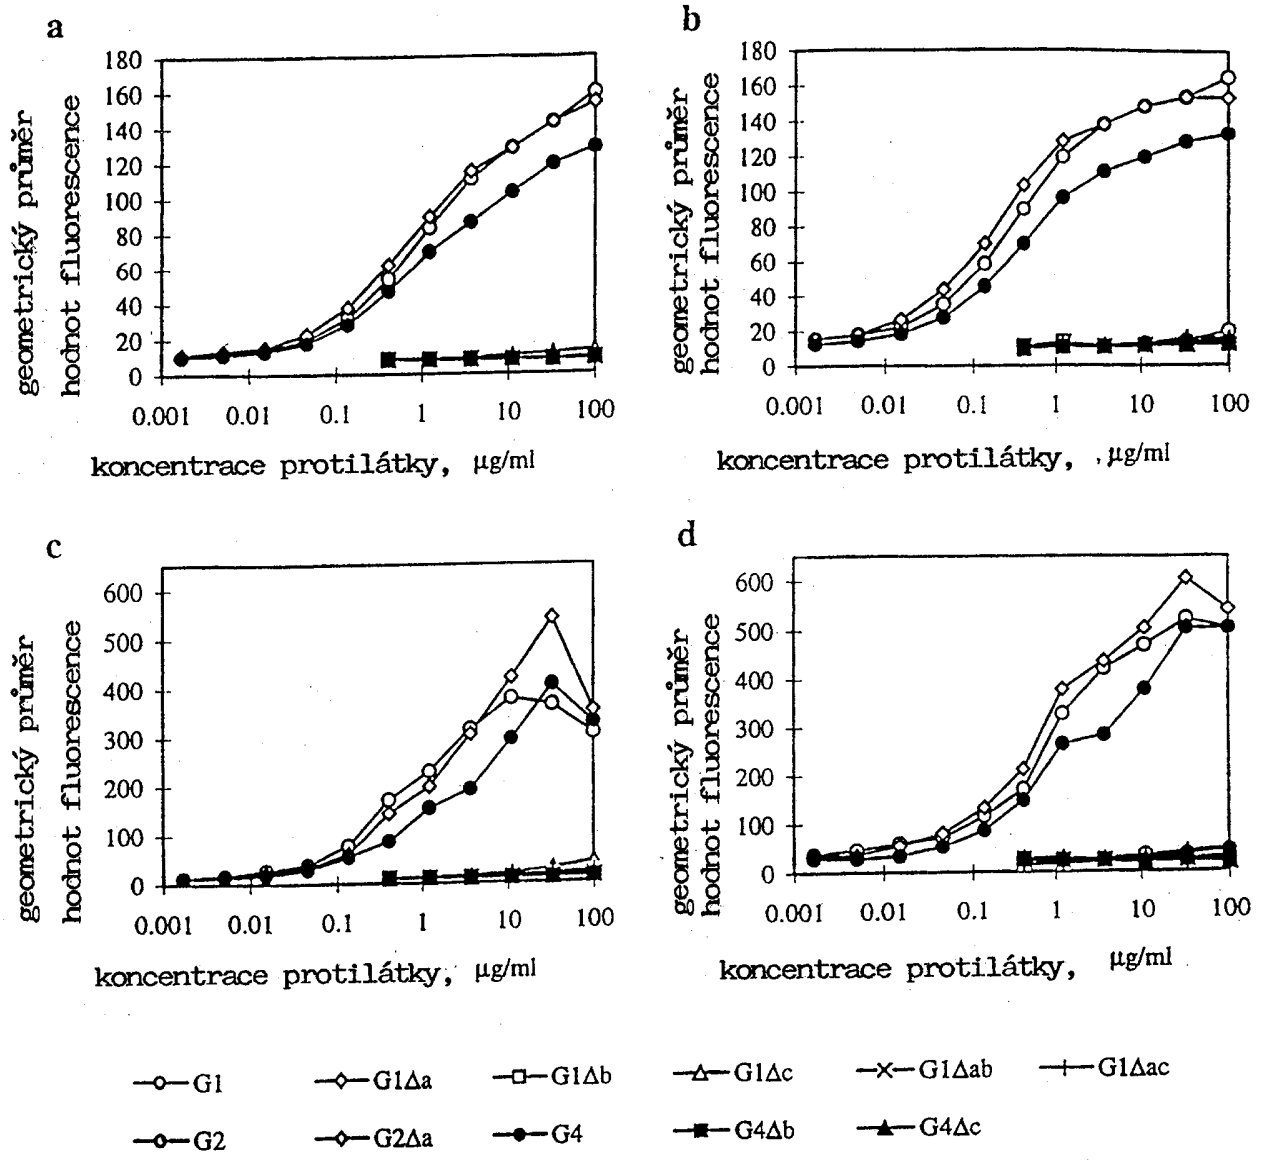 a
180
160
140
120
100
80
60
40
20
0
geometrický průměr
hodnot fluorescence
0.001 0.01 0.1 1 10 100
koncentrace protilátky, µg/ml
b
180
160
140
120
100
80
60
40
20
0
geometrický průměr
hodnot fluorescence
0.001 0.01 0.1 1 10 100
koncentrace protilátky, µg/ml
c
600
500
400
300
200
100
0
geometrický průměr
hodnot fluorescence
0.001 0.01 0.1 1 10 100
koncentrace protilátky, µg/ml
d
600
500
400
300
200
100
0
geometrický průměr
hodnot fluorescence
0.001 0.01 0.1 1 10 100
koncentrace protilátky, µg/ml
G1 G1Δa G1Δb G1Δc G1Δab G1Δac
G2 G2Δa G4 G4Δb G4Δc